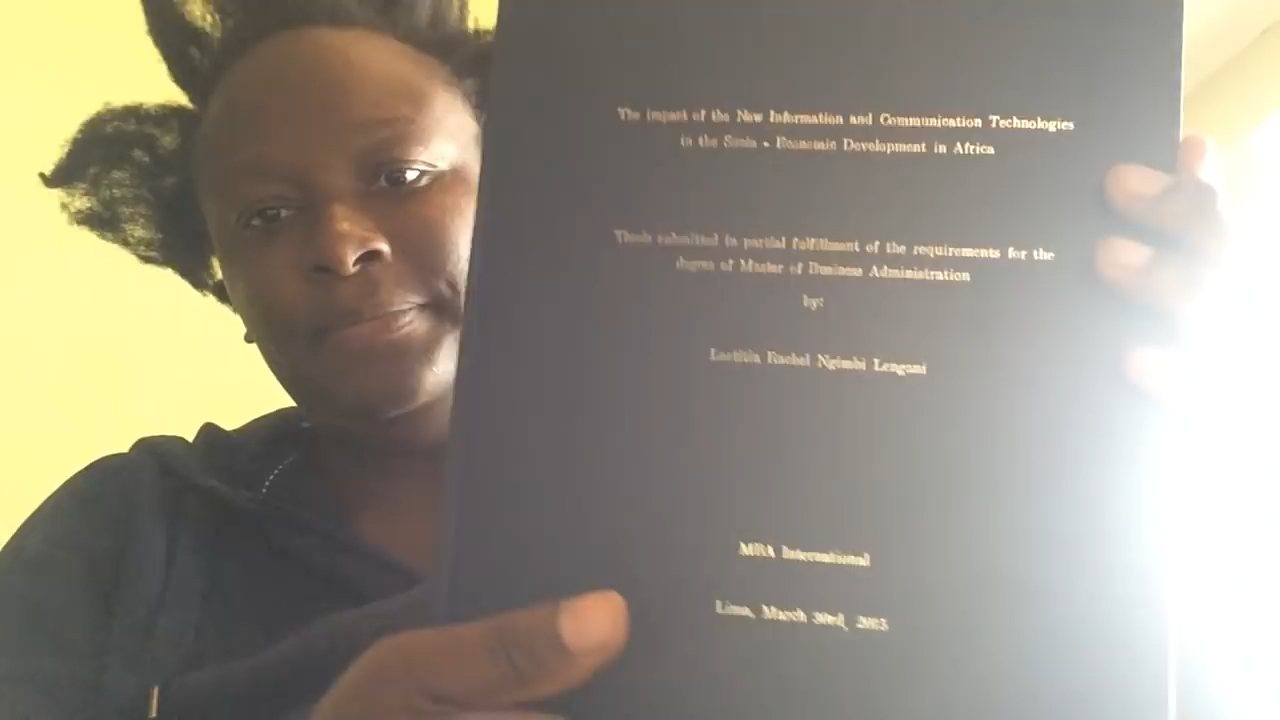 The impact of the New Information and Communication Technologies
in the Socio - Economic Development in Africa
Thesis submitted in partial fulfillment of the requirements for the
degree of Master of Business Administration
by:
Laetitia Rachel Ngimbi Lengani
MBA International
Lima, March